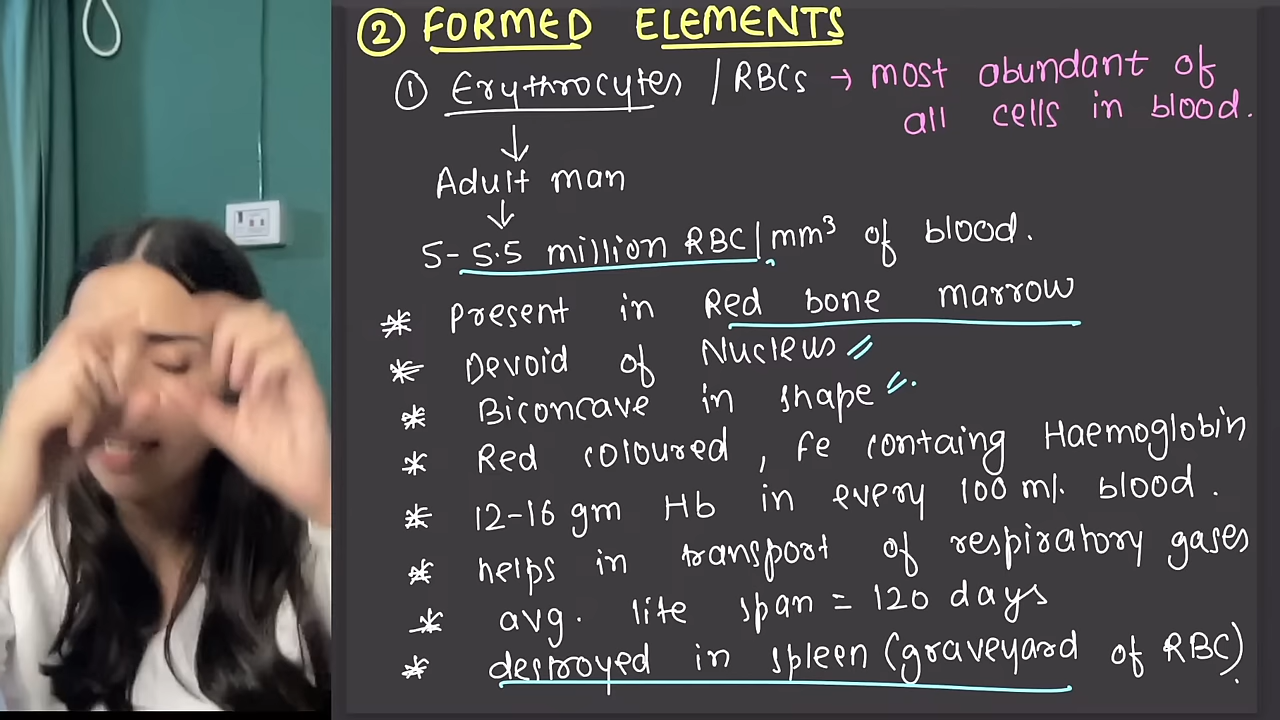 ② FORMED ELEMENTS
① Erythrocytes / RBCs → most abundant of
all cells in blood.
↓
Adult man
↓
5-5.5 million RBC/mm³ of blood.
* Present in Red bone marrow
* Devoid of Nucleus
* Biconcave in shape
* Red coloured, Fe containg Haemoglobin
* 12-16 gm Hb in every 100 ml. blood.
* helps in transport of respiratory gases
* avg. life span = 120 days
* destroyed in spleen (graveyard of RBC).